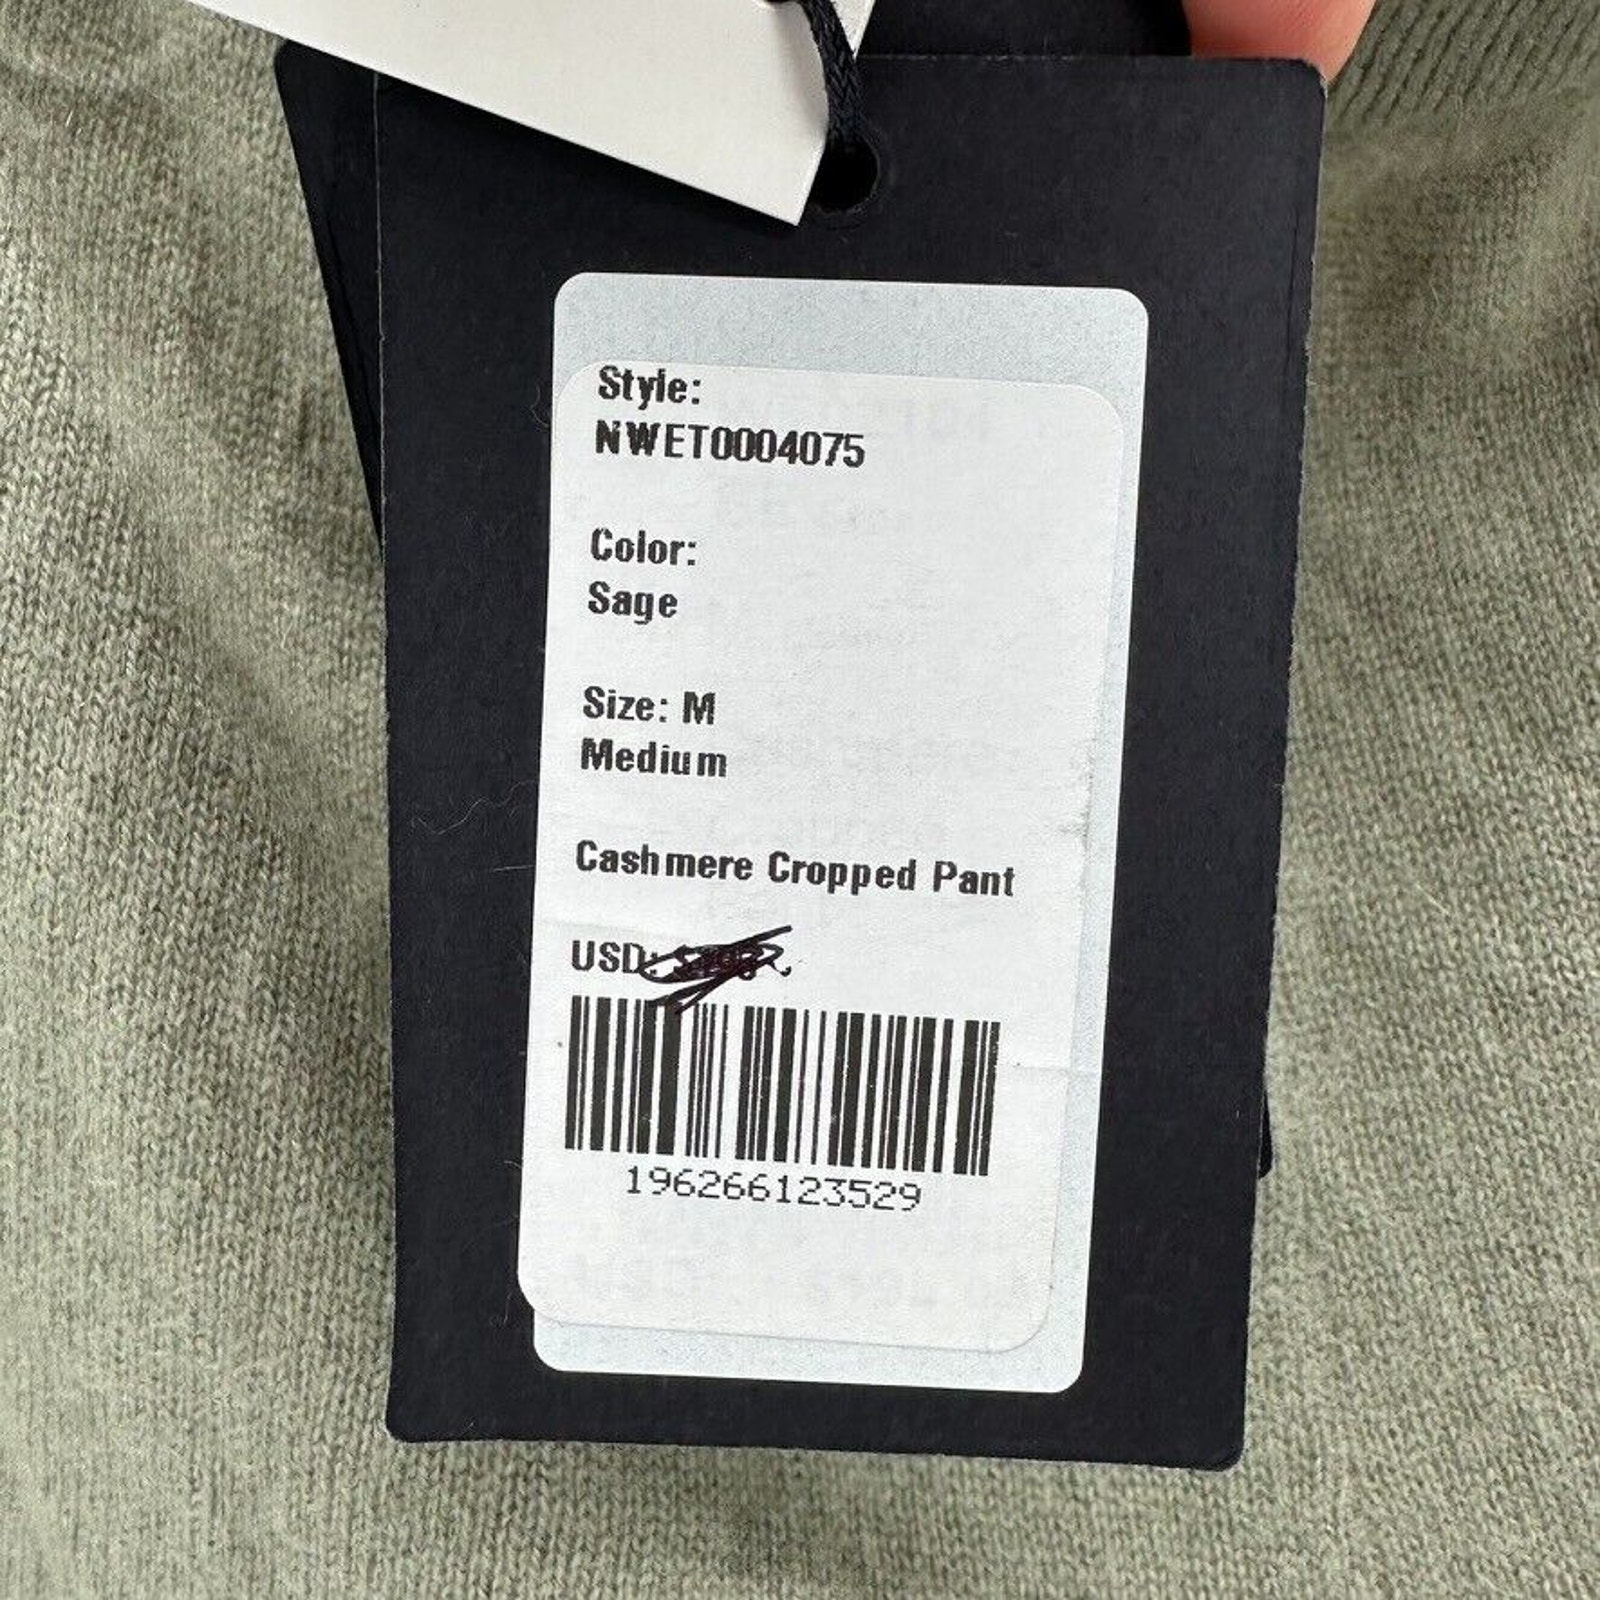 Style:
NWET0004075
Color:
Sage
Size: M
Medium
Cashmere Cropped Pant
USD:
196266123529